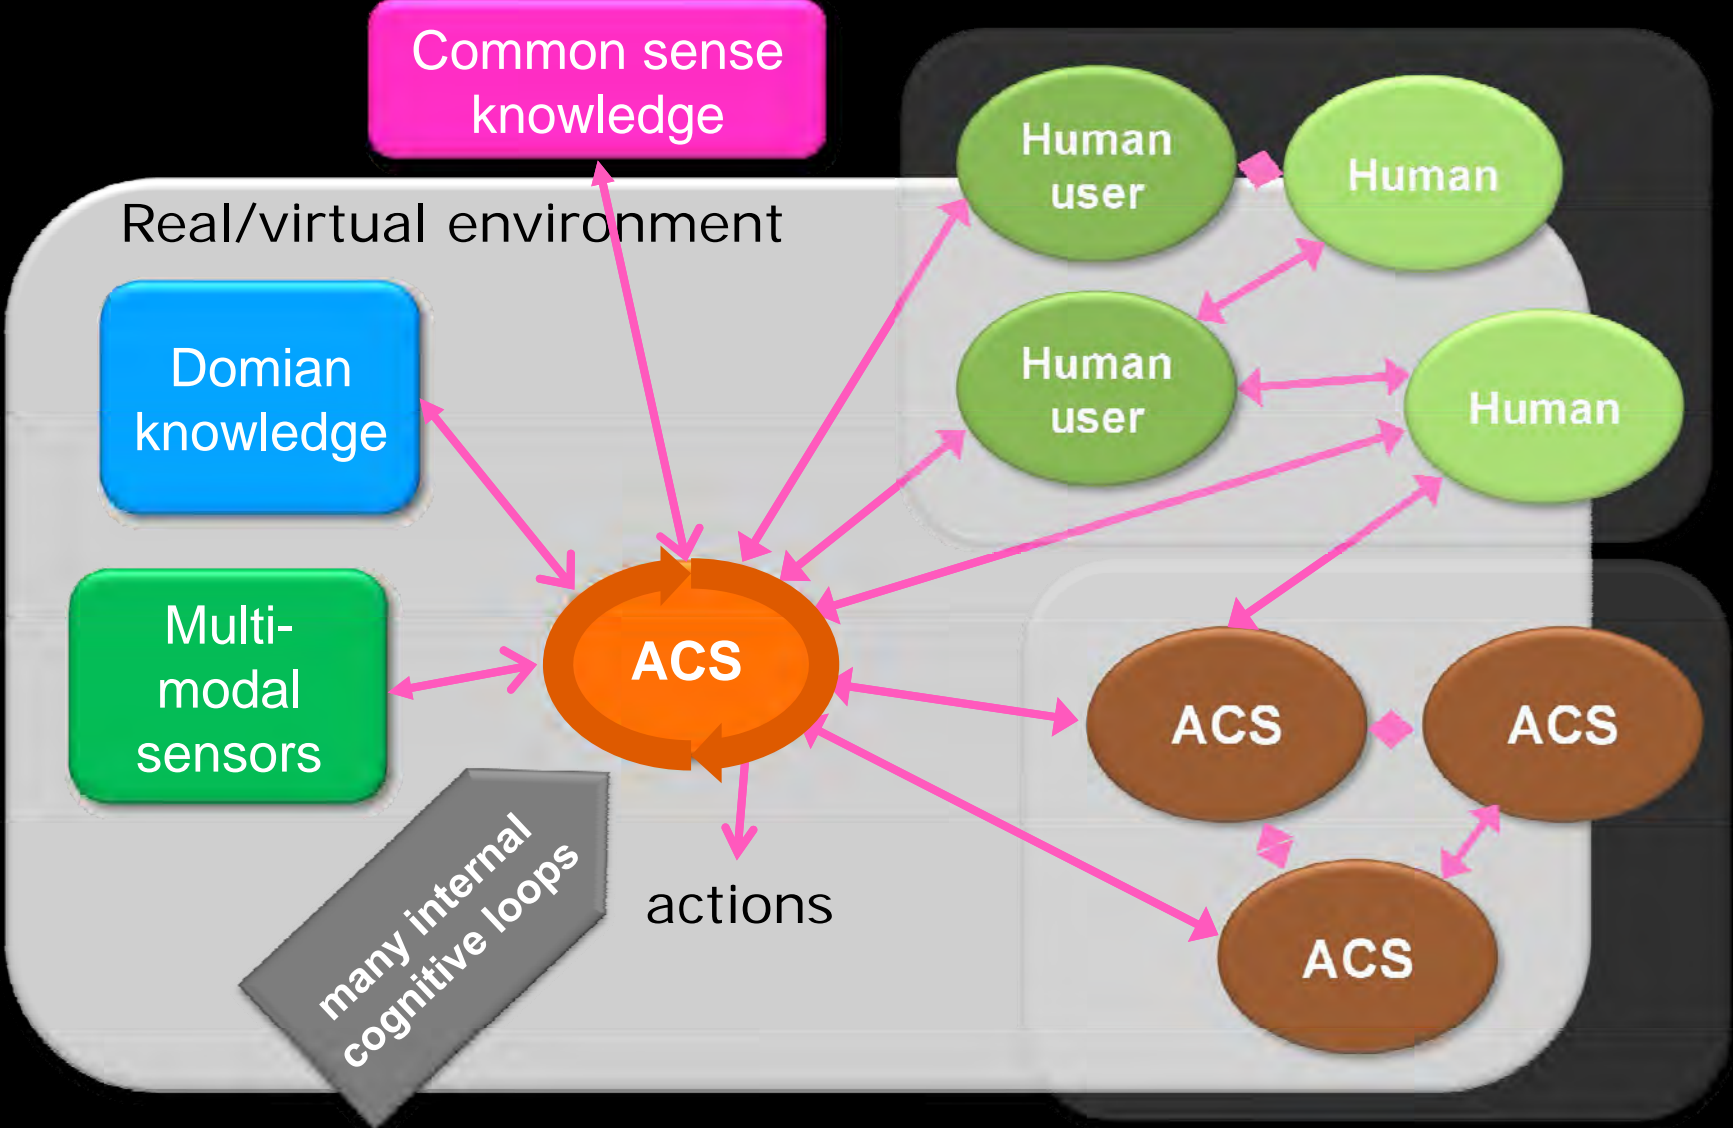 Common sense
knowledge
Real/virtual environment
Human
user
Human
Domian
knowledge
Human
user
Human
Multi-
modal
sensors
ACS
ACS
ACS
many internal
cognitive loops
actions
ACS